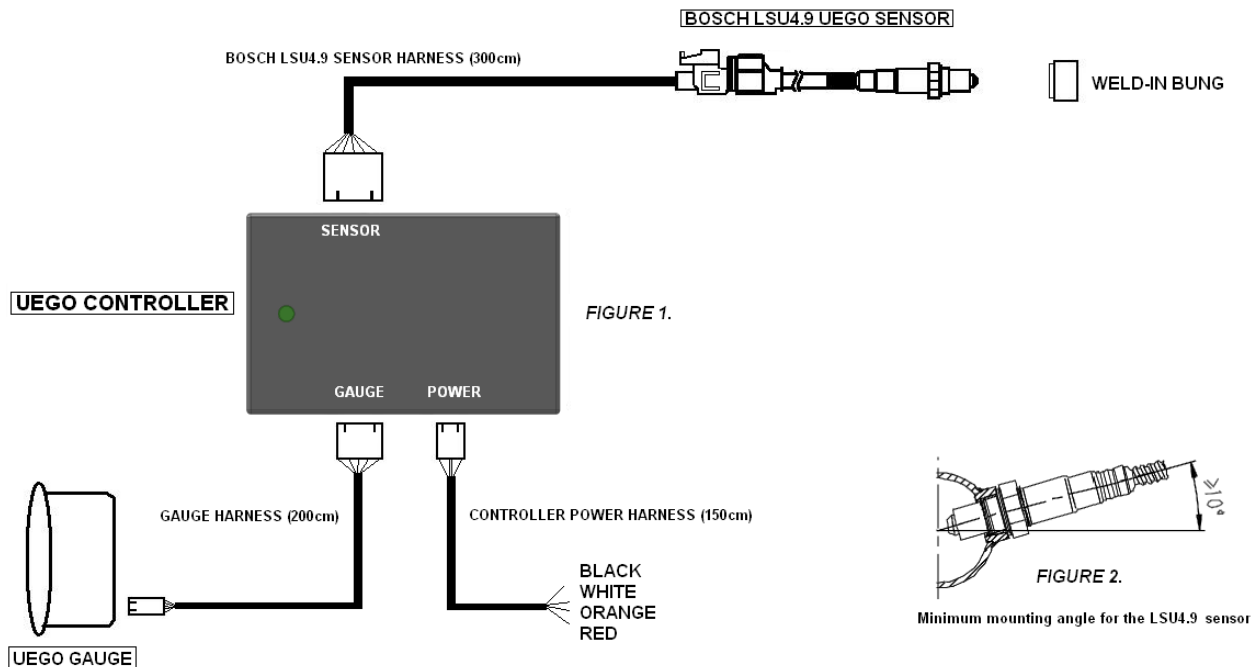 BOSCH LSU4.9 UEGO SENSOR
BOSCH LSU4.9 SENSOR HARNESS (300cm)
WELD-IN BUNG
SENSOR
UEGO CONTROLLER
FIGURE 1.
GAUGE
POWER
GAUGE HARNESS (200cm)
CONTROLLER POWER HARNESS (150cm)
BLACK
WHITE
ORANGE
RED
UEGO GAUGE
≥10°
FIGURE 2.
Minimum mounting angle for the LSU4.9 sensor